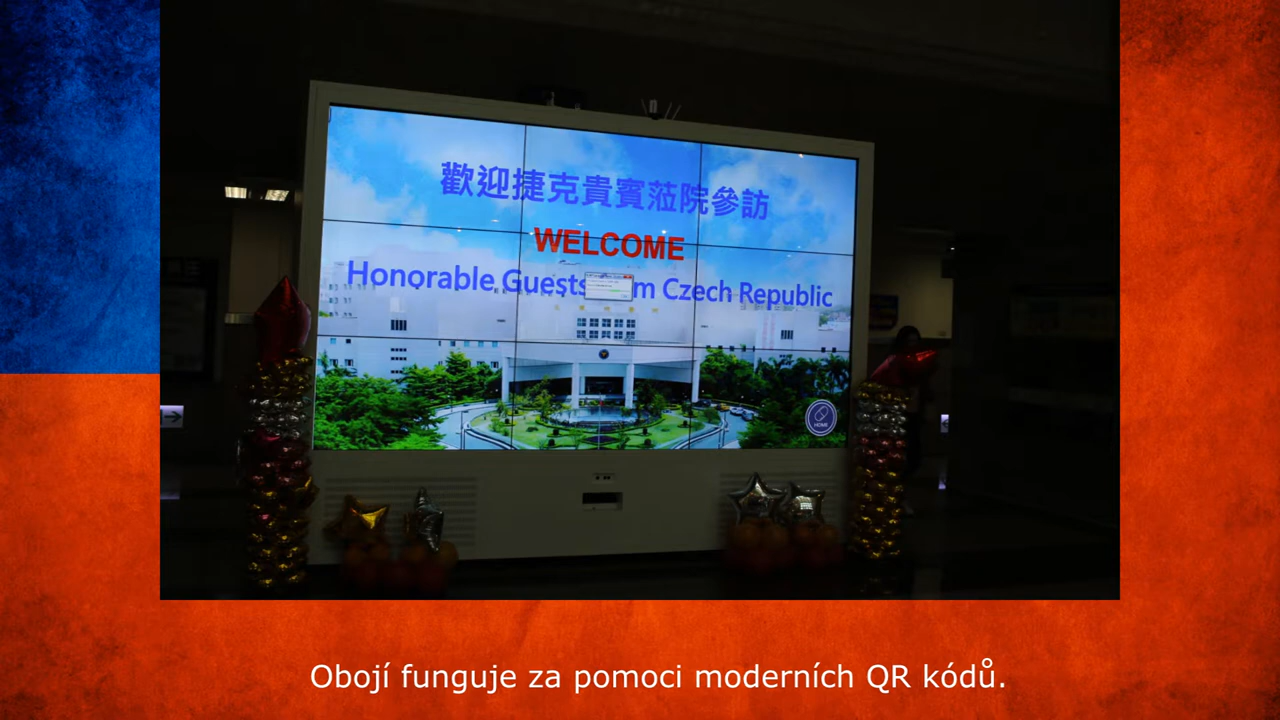 歡迎捷克貴賓蒞院參訪
WELCOME
Honorable Guests Czech Republic
HOME
Obojí funguje za pomoci moderních QR kódů.